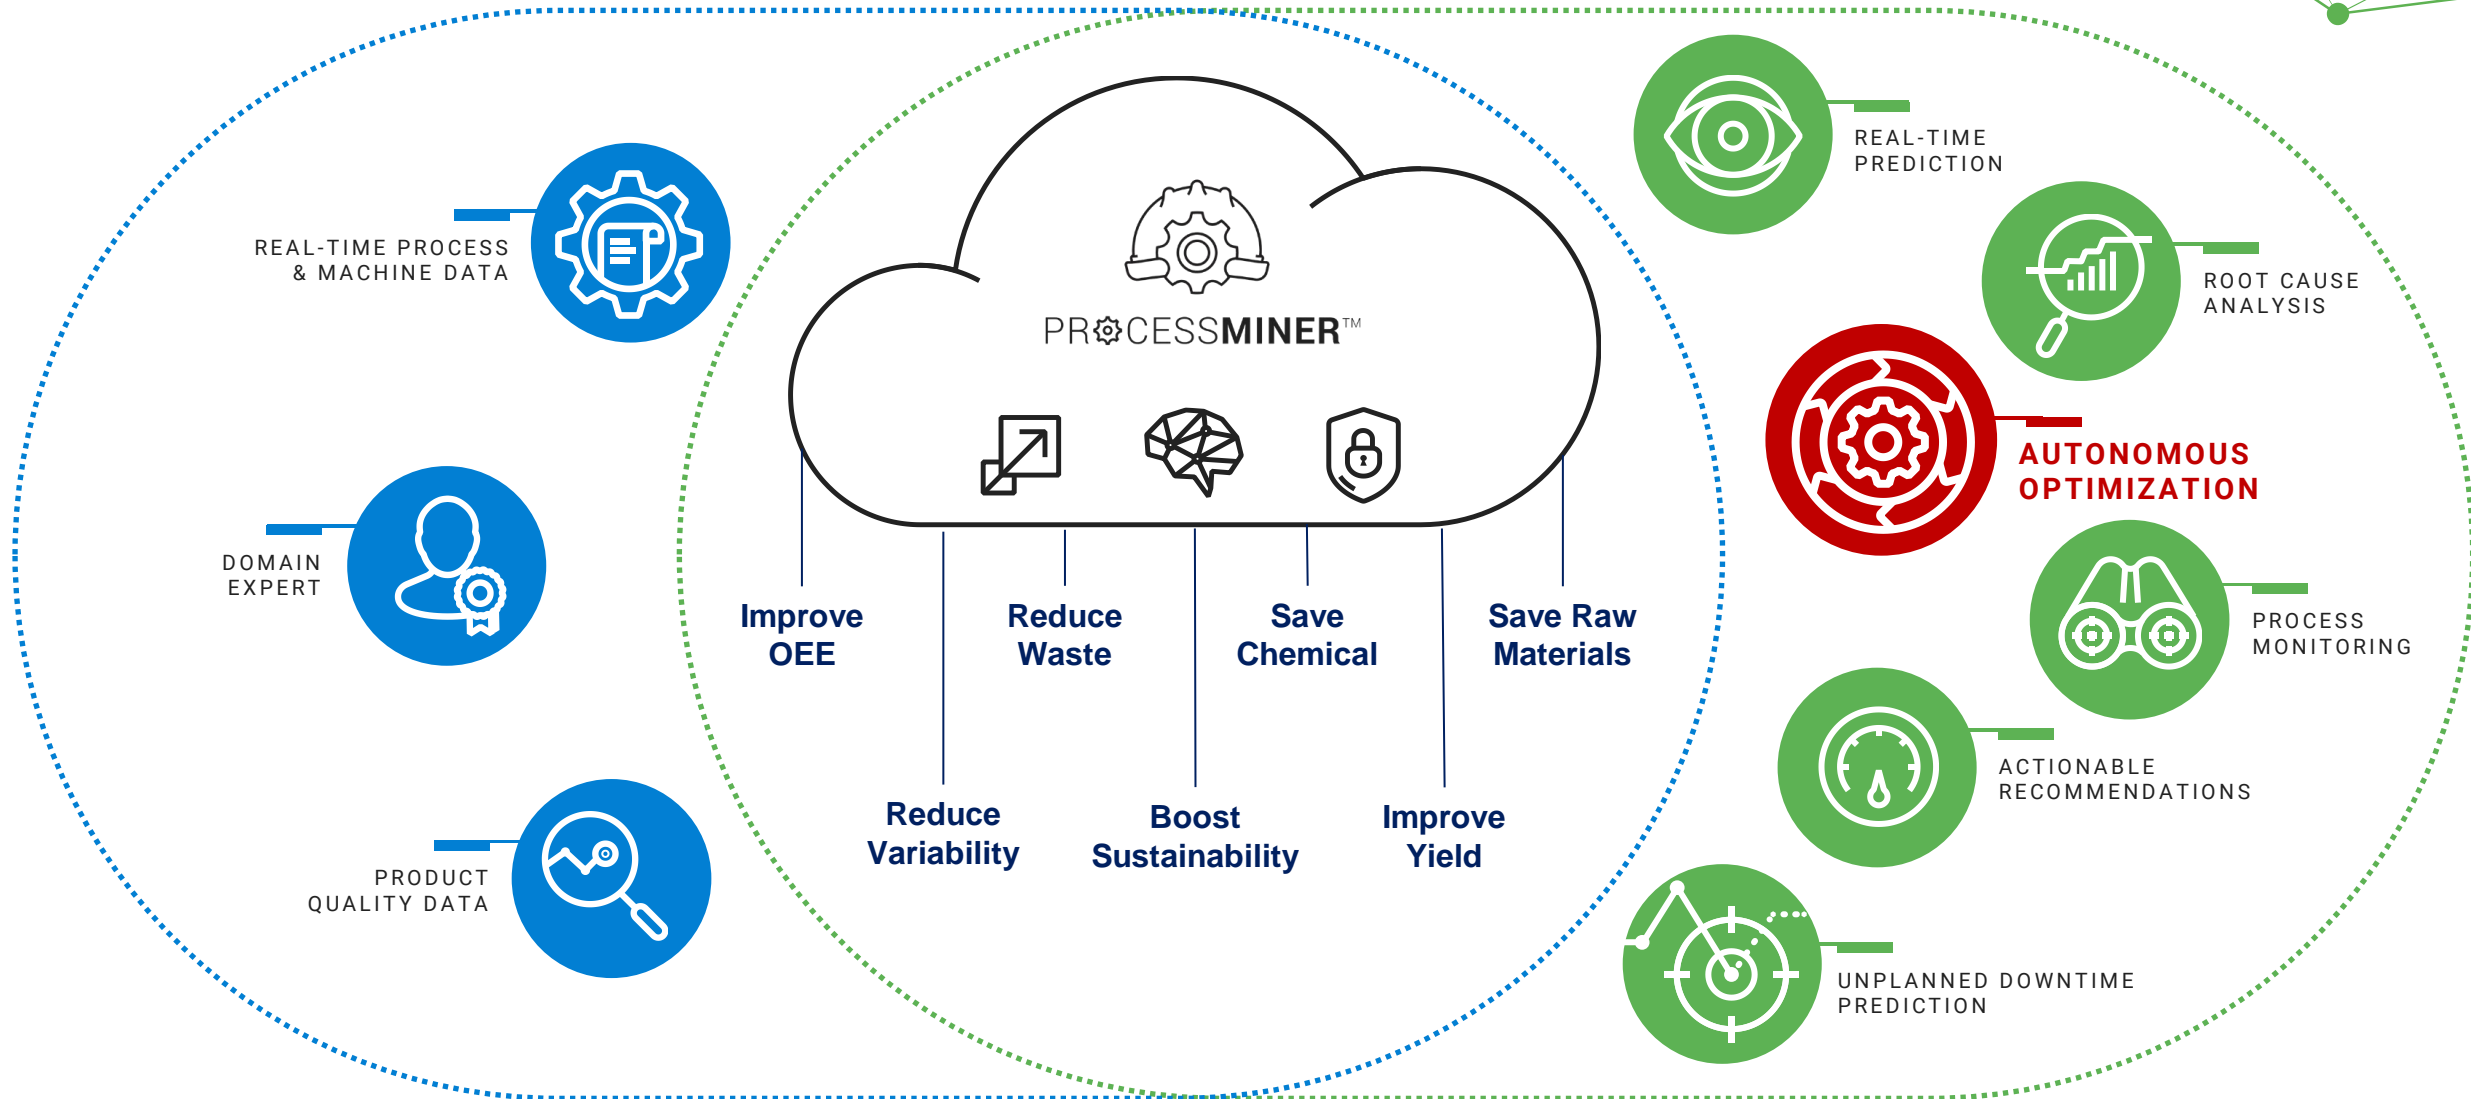 REAL-TIME PROCESS
& MACHINE DATA
DOMAIN
EXPERT
PRODUCT
QUALITY DATA
PROCESSMINER™
Improve
OEE
Reduce
Waste
Save
Chemical
Save Raw
Materials
Reduce
Variability
Boost
Sustainability
Improve
Yield
REAL-TIME
PREDICTION
ROOT CAUSE
ANALYSIS
AUTONOMOUS
OPTIMIZATION
PROCESS
MONITORING
ACTIONABLE
RECOMMENDATIONS
UNPLANNED DOWNTIME
PREDICTION